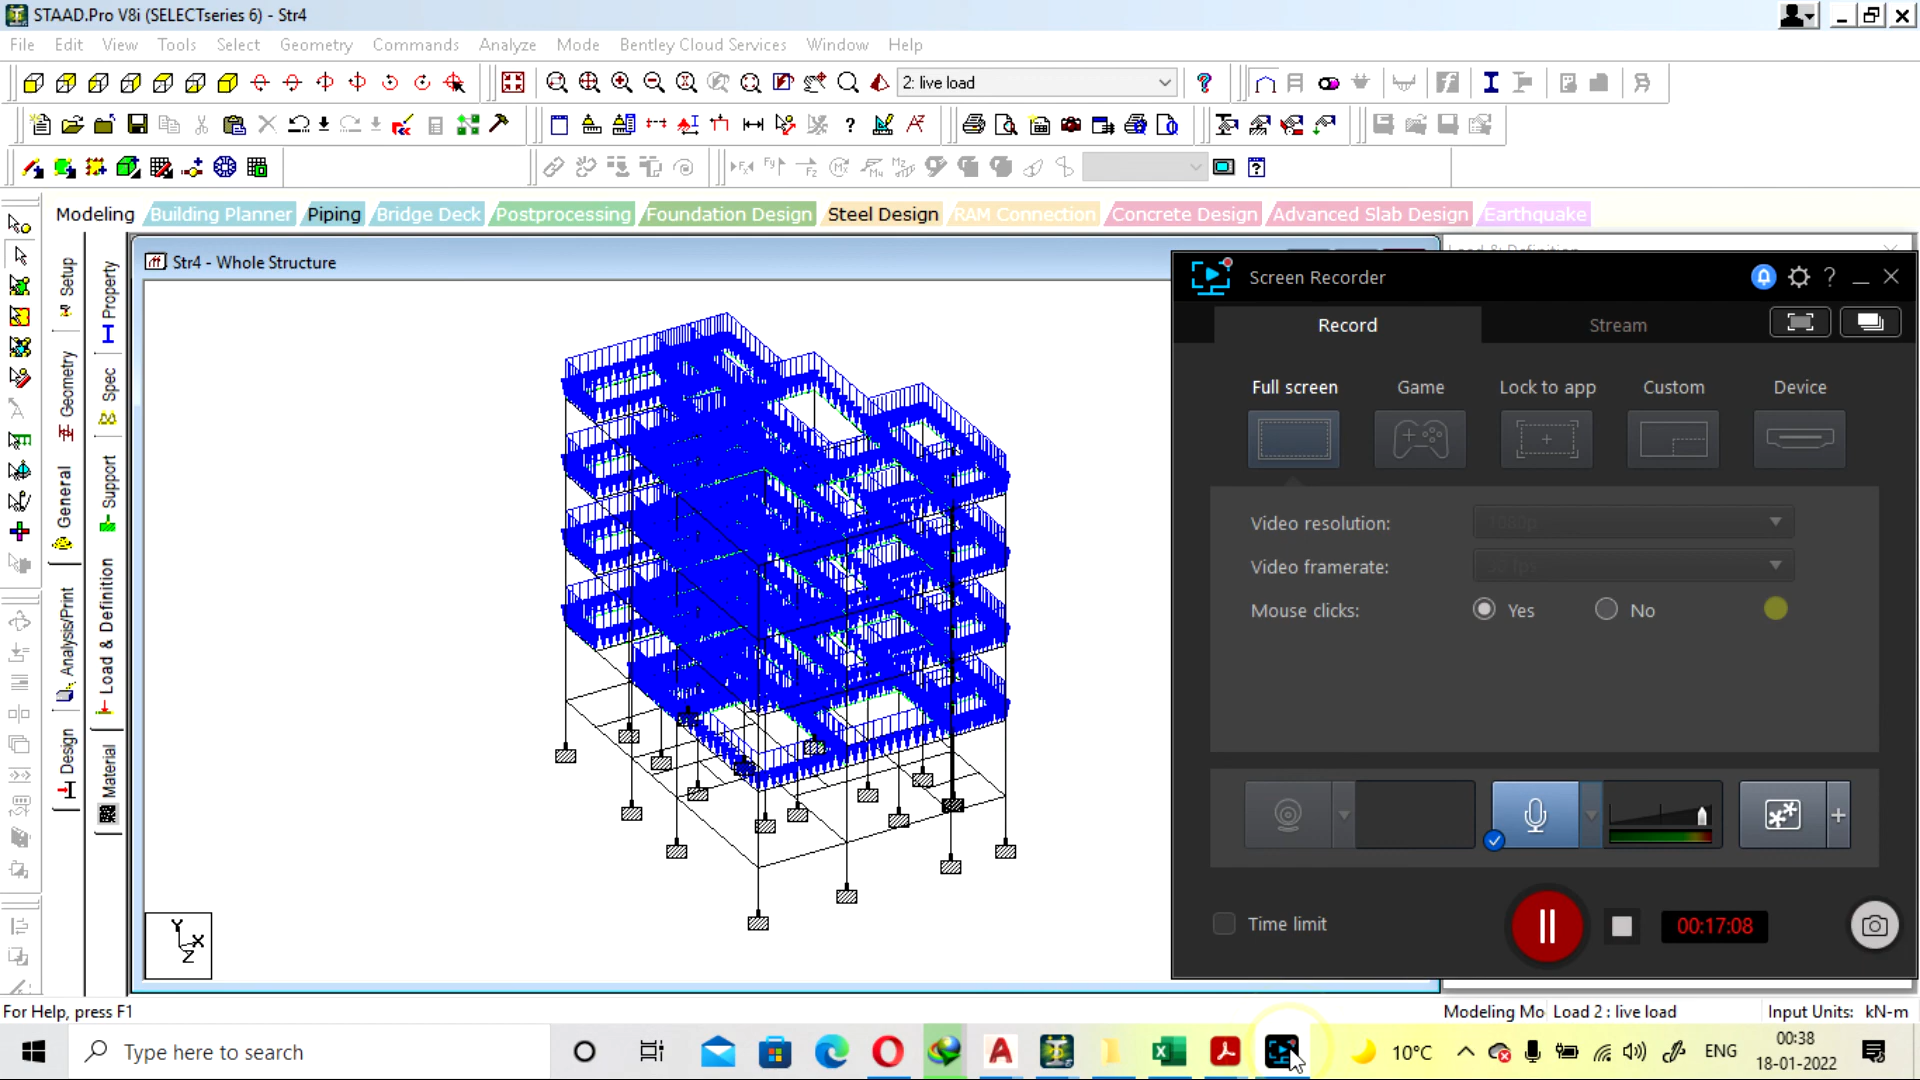 STAAD.Pro V8i (SELECTseries 6) - Str4
File Edit View Tools Select Geometry Commands Analyze Mode Bentley Cloud Services Window Help
2: live load
Modeling Building Planner Piping Bridge Deck Postprocessing Foundation Design Steel Design RAM Connection Concrete Design Advanced Slab Design Earthquake
Setup
Geometry
General
Analysis/Print
Design
Property
Spec
Support
Load & Definition
Material
Str4 - Whole Structure
Y
X
Z
Screen Recorder
Record Stream
Full screen Game Lock to app Custom Device
Video resolution: 1080p
Video framerate:
Mouse clicks: Yes No
Time limit
00:17:08
For Help, press F1
Modeling Mo Load 2 : live load Input Units: kN-m
Type here to search
10°C
ENG
00:38
18-01-2022